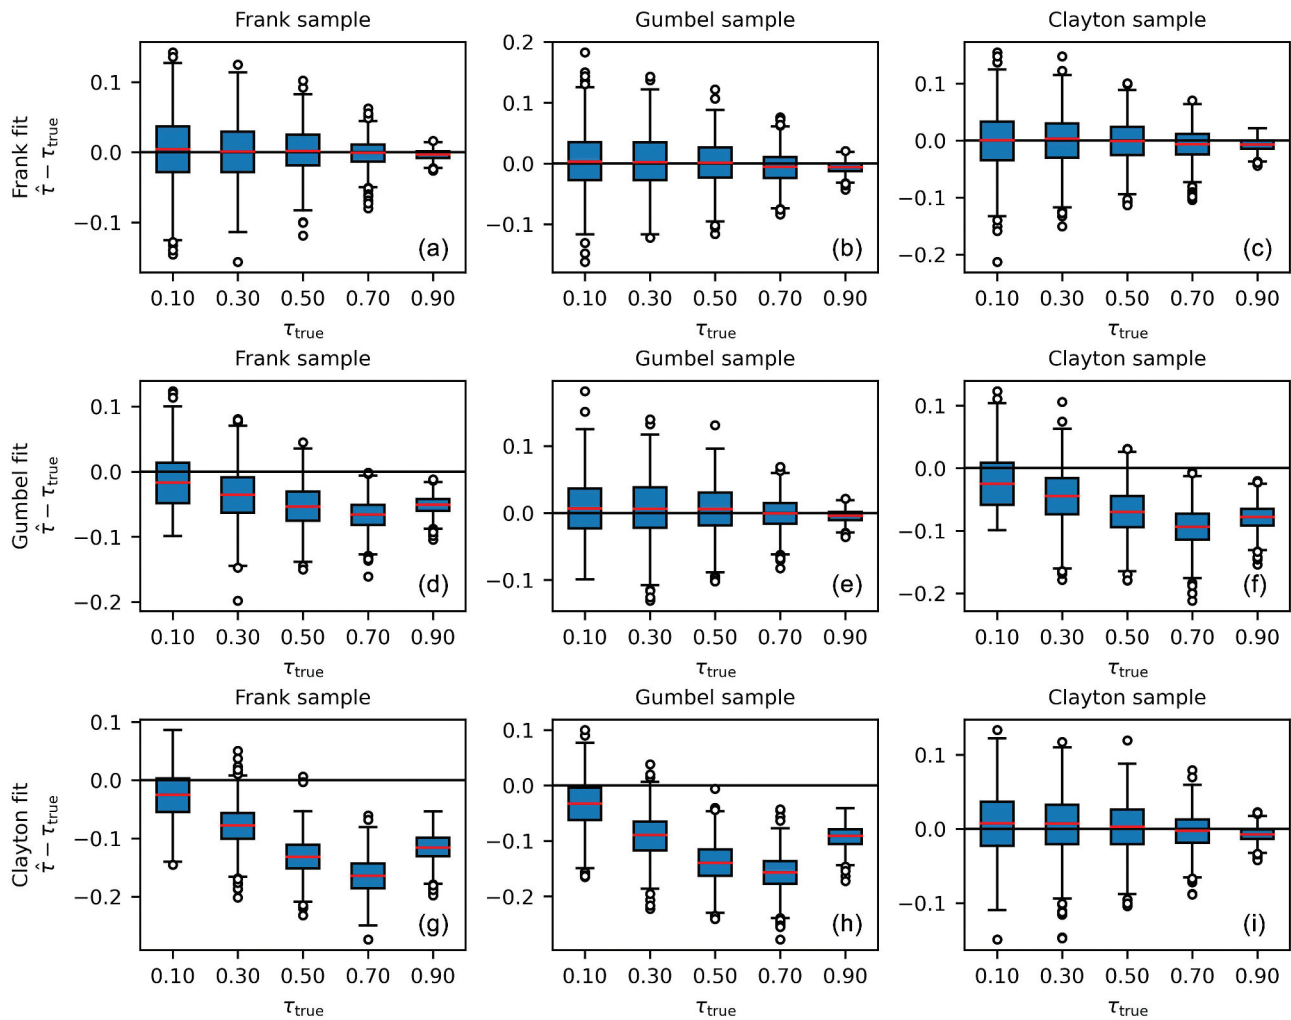 Frank sample
Gumbel sample
Clayton sample
Frank fit
τ̂ − τtrue
0.1
0.0
−0.1
(a)
0.10 0.30 0.50 0.70 0.90
τtrue
0.2
0.1
0.0
−0.1
(b)
0.10 0.30 0.50 0.70 0.90
τtrue
0.1
0.0
−0.1
−0.2
(c)
0.10 0.30 0.50 0.70 0.90
τtrue
Frank sample
Gumbel sample
Clayton sample
Gumbel fit
τ̂ − τtrue
0.1
0.0
−0.1
−0.2
(d)
0.10 0.30 0.50 0.70 0.90
τtrue
0.1
0.0
−0.1
(e)
0.10 0.30 0.50 0.70 0.90
τtrue
0.1
0.0
−0.1
−0.2
(f)
0.10 0.30 0.50 0.70 0.90
τtrue
Frank sample
Gumbel sample
Clayton sample
Clayton fit
τ̂ − τtrue
0.1
0.0
−0.1
−0.2
(g)
0.10 0.30 0.50 0.70 0.90
τtrue
0.1
0.0
−0.1
−0.2
(h)
0.10 0.30 0.50 0.70 0.90
τtrue
0.1
0.0
−0.1
(i)
0.10 0.30 0.50 0.70 0.90
τtrue